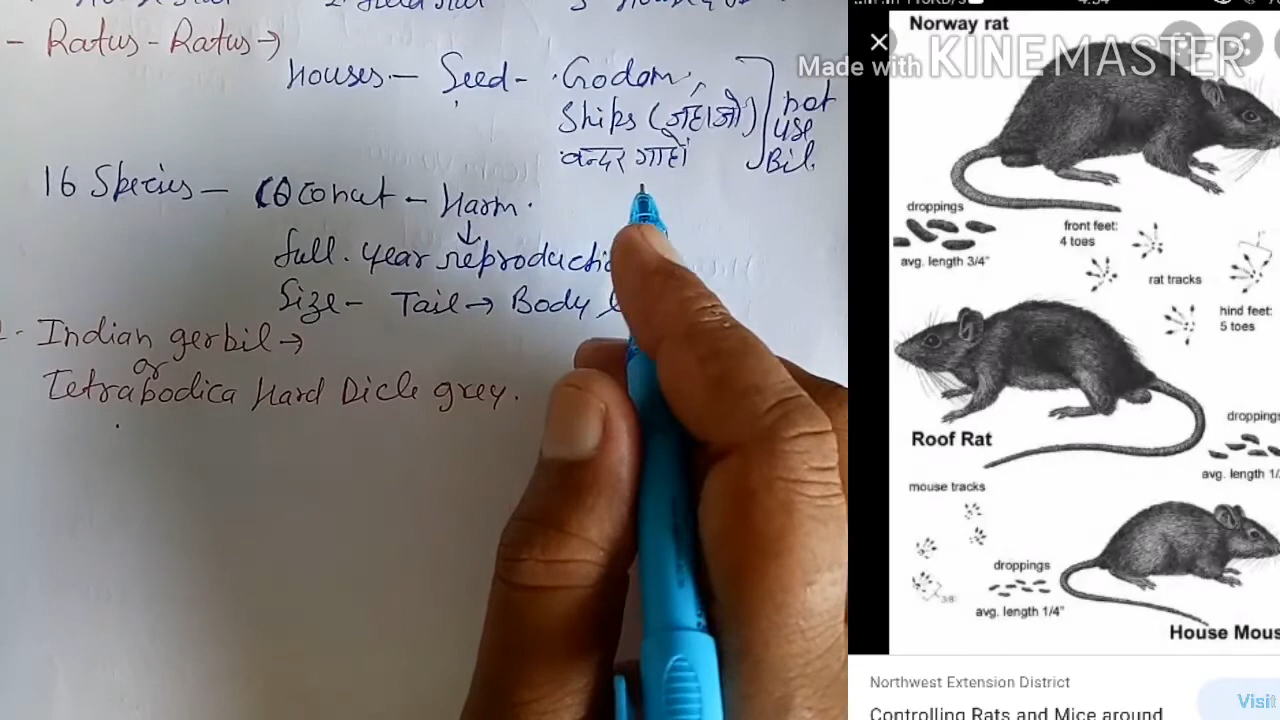 - Ratus - Ratus →
Houses - Seed - Godam,
Ships (जहाजो)
बन्दर गाहों
not
use
Bil.
16 Species - Coconut - Harm.
↓
full. year reproductio
Size - Tail → Body
Indian gerbil →
or
Tetrabodica Hard Dicle grey.
Norway rat
Made with KINEMASTER
droppings
avg. length 3/4"
front feet:
4 toes
rat tracks
hind feet:
5 toes
Roof Rat
droppings
avg. length 1/
mouse tracks
3/8
droppings
avg. length 1/4"
House Mous
Northwest Extension District
Controlling Rats and Mice around
Visit